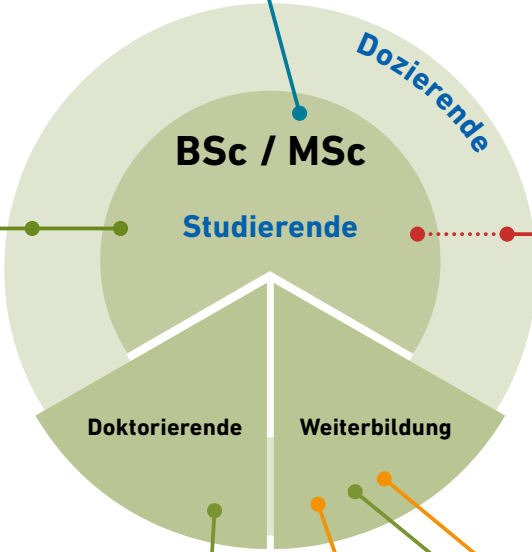 Dozierende
BSc / MSc
Studierende
Doktorierende
Weiterbildung